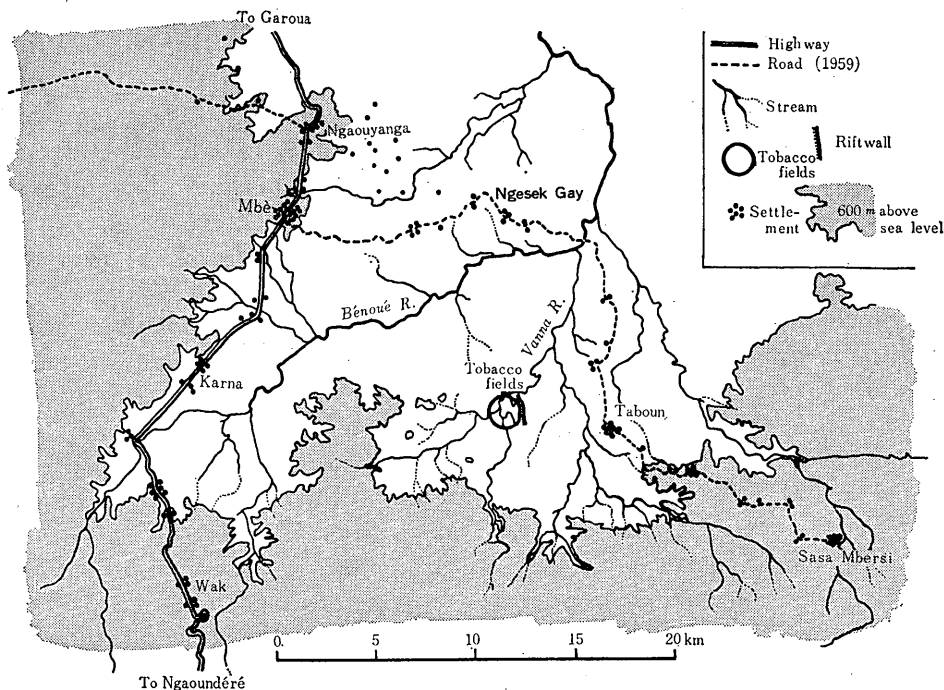 To Garoua
Highway
Road (1959)
Stream
Tobacco
fields
Riftwall
Settle-
ment
600 m above
sea level
Ngaouyanga
Mbè
Ngesek Gay
Bénoué R.
Vanna R.
Karna
Tobacco
fields
Taboun
Wak
Sasa Mbersi
0. 5 10 15 20 km
To Ngaoundéré